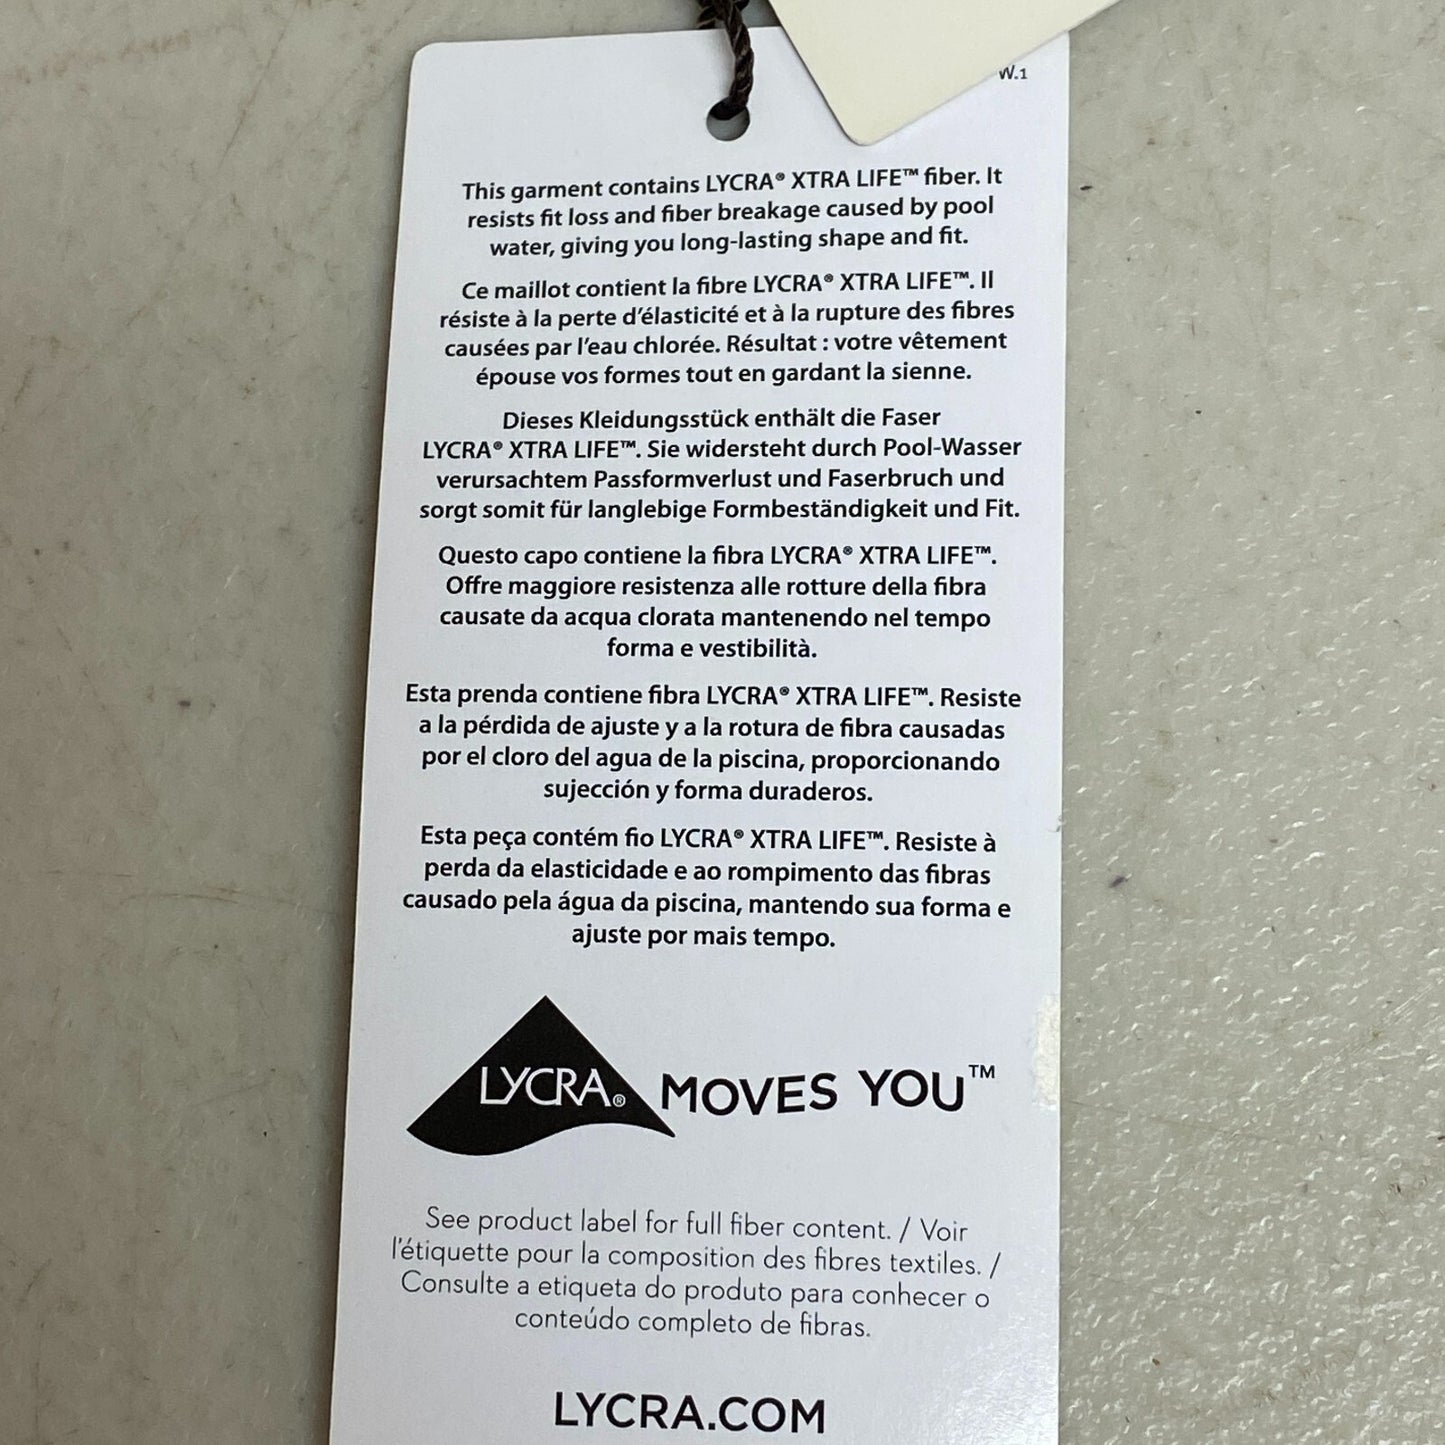 W.1
This garment contains LYCRA® XTRA LIFE™ fiber. It
resists fit loss and fiber breakage caused by pool
water, giving you long-lasting shape and fit.
Ce maillot contient la fibre LYCRA® XTRA LIFE™. Il
résiste à la perte d’élasticité et à la rupture des fibres
causées par l’eau chlorée. Résultat : votre vêtement
épouse vos formes tout en gardant la sienne.
Dieses Kleidungsstück enthält die Faser
LYCRA® XTRA LIFE™. Sie widersteht durch Pool-Wasser
verursachtem Passformverlust und Faserbruch und
sorgt somit für langlebige Formbeständigkeit und Fit.
Questo capo contiene la fibra LYCRA® XTRA LIFE™.
Offre maggiore resistenza alle rotture della fibra
causate da acqua clorata mantenendo nel tempo
forma e vestibilità.
Esta prenda contiene fibra LYCRA® XTRA LIFE™. Resiste
a la pérdida de ajuste y a la rotura de fibra causadas
por el cloro del agua de la piscina, proporcionando
sujección y forma duraderos.
Esta peça contém fio LYCRA® XTRA LIFE™. Resiste à
perda da elasticidade e ao rompimento das fibras
causado pela água da piscina, mantendo sua forma e
ajuste por mais tempo.
LYCRA® MOVES YOU™
See product label for full fiber content. / Voir
l'étiquette pour la composition des fibres textiles. /
Consulte a etiqueta do produto para conhecer o
conteúdo completo de fibras.
LYCRA.COM